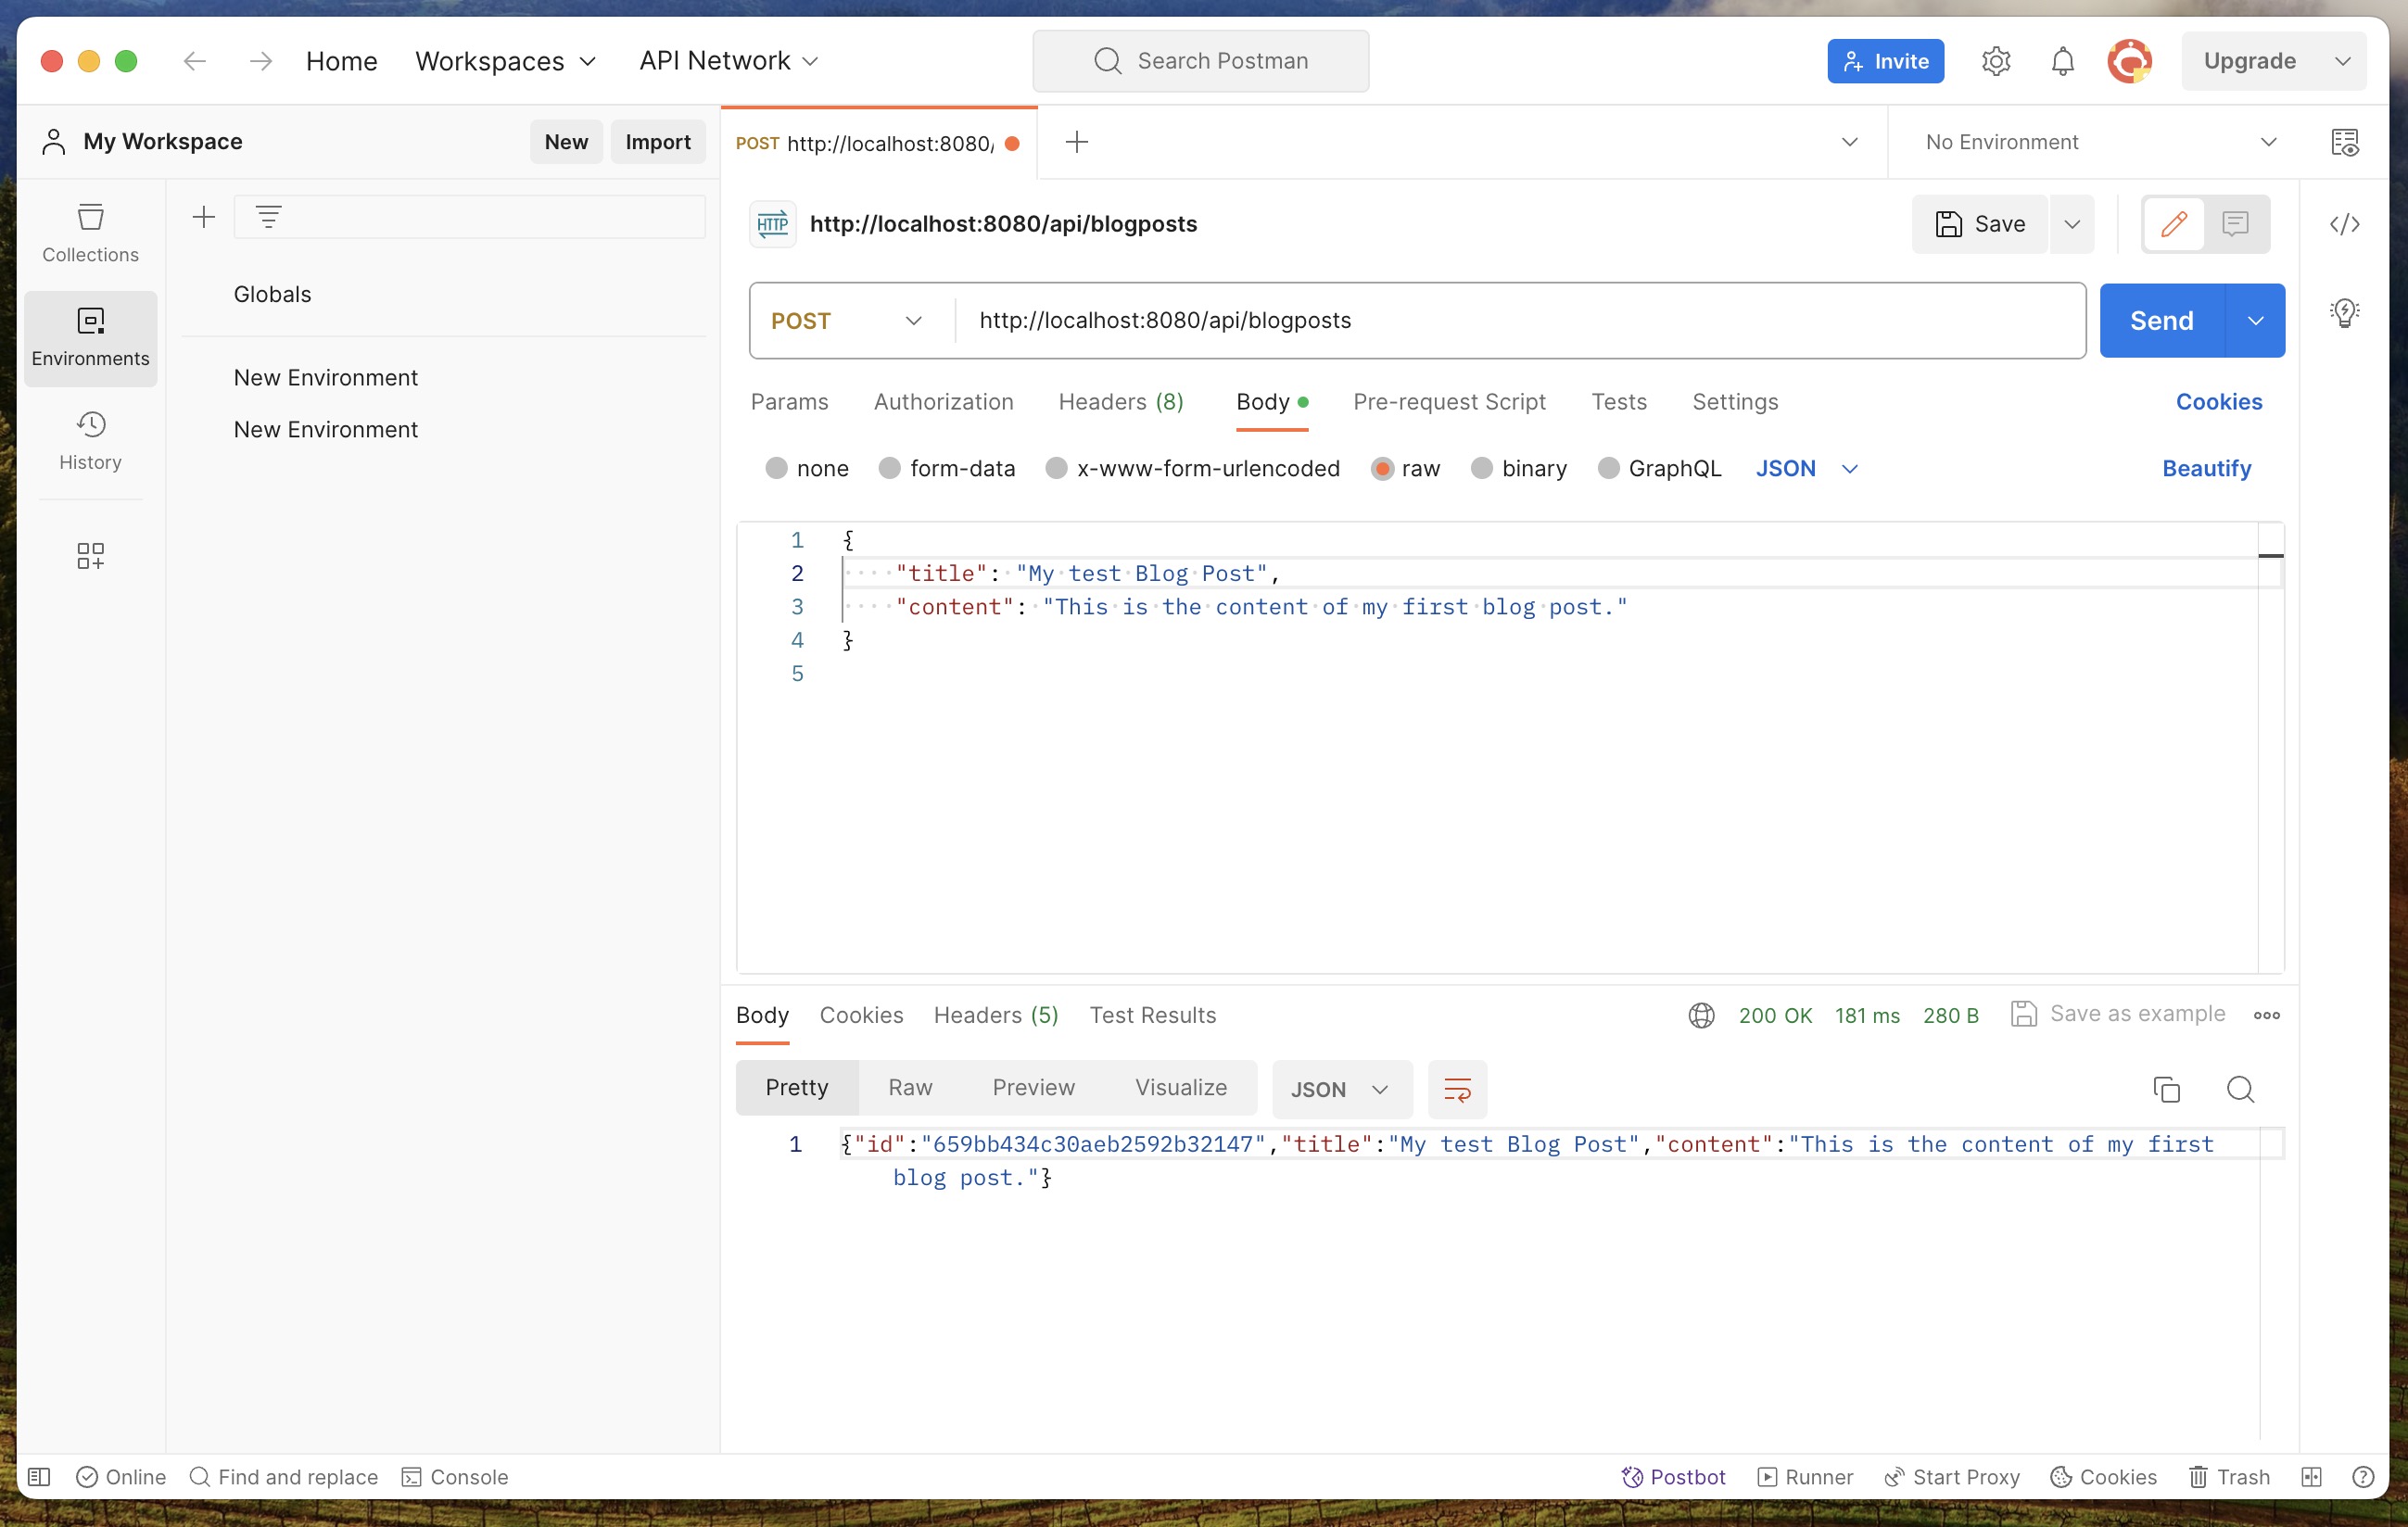 Home Workspaces API Network Search Postman Invite Upgrade
My Workspace New Import POST http://localhost:8080/ No Environment
Collections
Environments
History
Globals
New Environment
New Environment
HTTP http://localhost:8080/api/blogposts Save
POST http://localhost:8080/api/blogposts Send
Params Authorization Headers (8) Body Pre-request Script Tests Settings Cookies
none form-data x-www-form-urlencoded raw binary GraphQL JSON Beautify
1 {
2 "title": "My test Blog Post",
3 "content": "This is the content of my first blog post."
4 }
5
Body Cookies Headers (5) Test Results 200 OK 181 ms 280 B Save as example
Pretty Raw Preview Visualize JSON
1 {"id":"659bb434c30aeb2592b32147","title":"My test Blog Post","content":"This is the content of my first
blog post."}
Online Find and replace Console Postbot Runner Start Proxy Cookies Trash